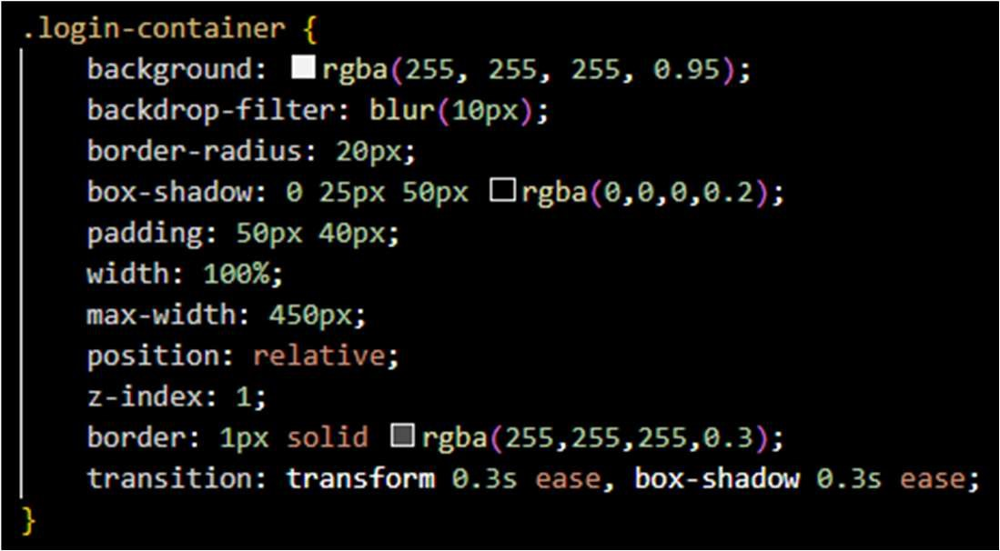 .login-container {
    background: rgba(255, 255, 255, 0.95);
    backdrop-filter: blur(10px);
    border-radius: 20px;
    box-shadow: 0 25px 50px rgba(0,0,0,0.2);
    padding: 50px 40px;
    width: 100%;
    max-width: 450px;
    position: relative;
    z-index: 1;
    border: 1px solid rgba(255,255,255,0.3);
    transition: transform 0.3s ease, box-shadow 0.3s ease;
}